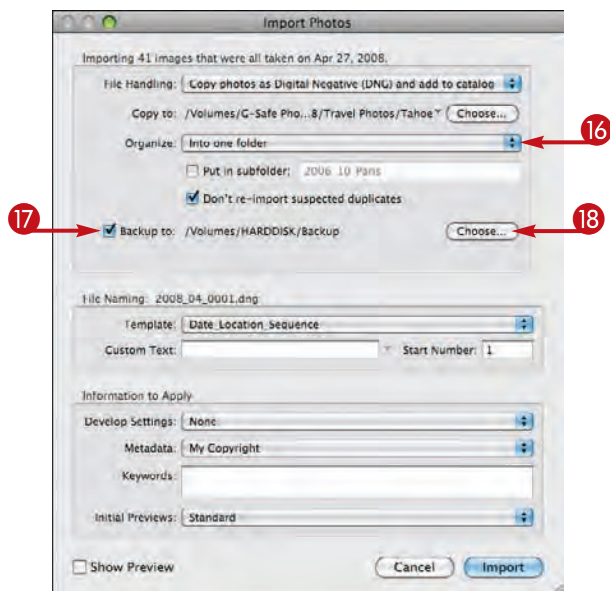 Import Photos
Importing 41 images that were all taken on Apr 27, 2008.
File Handling: Copy photos as Digital Negative (DNG) and add to catalog
Copy to: /Volumes/G-Safe Pho...8/Travel Photos/Tahoe Choose...
Organize: Into one folder 16
Put in subfolder: 2006 10 Paris
Don't re-import suspected duplicates
17 Backup to: /Volumes/HARDDISK/Backup Choose... 18
File Naming: 2008_04_0001.dng
Template: Date_Location_Sequence
Custom Text: Start Number: 1
Information to Apply
Develop Settings: None
Metadata: My Copyright
Keywords:
Initial Previews: Standard
Show Preview Cancel Import